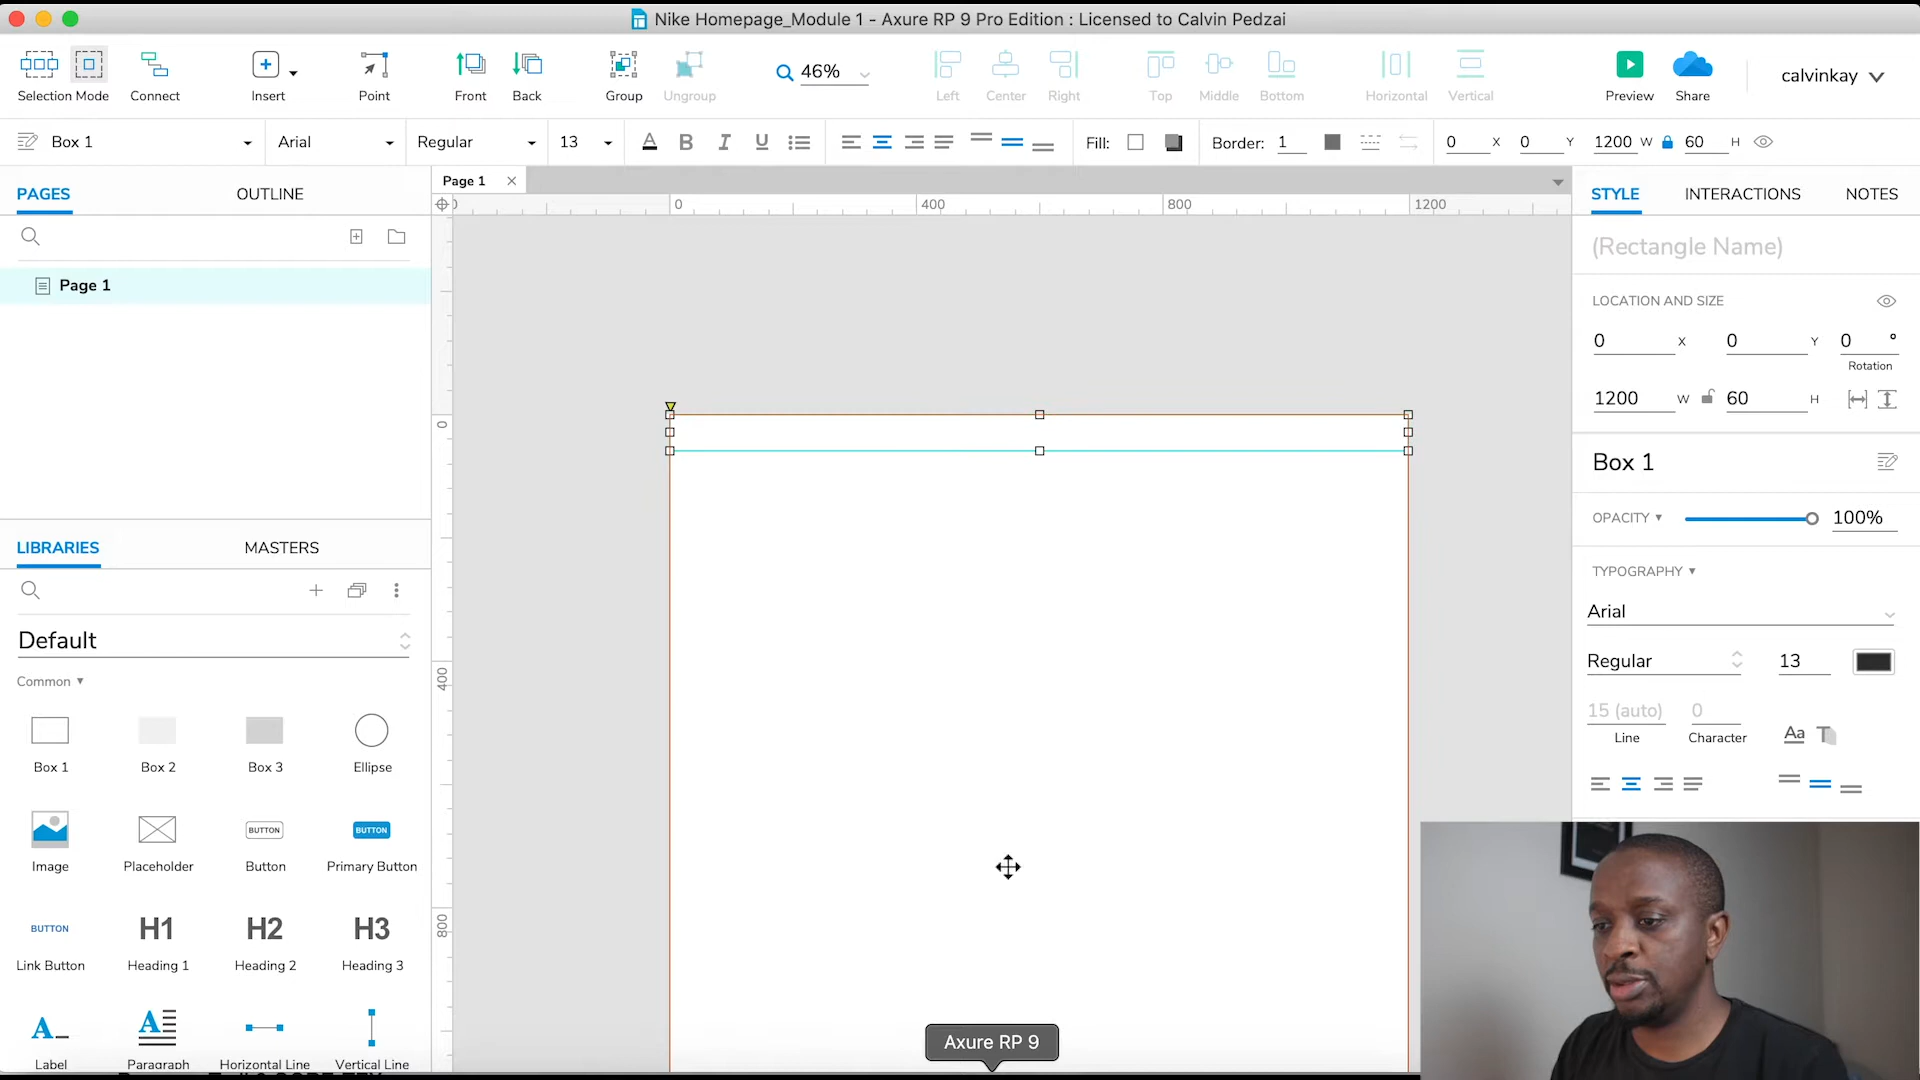 Nike Homepage_Module 1 - Axure RP 9 Pro Edition : Licensed to Calvin Pedzai
Selection Mode
Connect
Insert
Point
Front
Back
Group
Ungroup
46%
Left
Center
Right
Top
Middle
Bottom
Horizontal
Vertical
Preview
Share
calvinkay
Box 1
Arial
Regular
13
A B I U
Fill:
Border: 1
0 X 0 Y 1200 W 60 H
PAGES
OUTLINE
Page 1
Page 1
0 400 800 1200
0
400
800
LIBRARIES
MASTERS
Default
Common
Box 1
Box 2
Box 3
Ellipse
BUTTON
BUTTON
Image
Placeholder
Button
Primary Button
BUTTON
H1
H2
H3
Link Button
Heading 1
Heading 2
Heading 3
A
A
Label
Paragraph
Horizontal Line
Vertical Line
Axure RP 9
STYLE
INTERACTIONS
NOTES
(Rectangle Name)
LOCATION AND SIZE
0 X 0 Y 0 °
Rotation
1200 W 60 H
Box 1
OPACITY 100%
TYPOGRAPHY
Arial
Regular 13
15 (auto) 0
Line
Character
Aa T